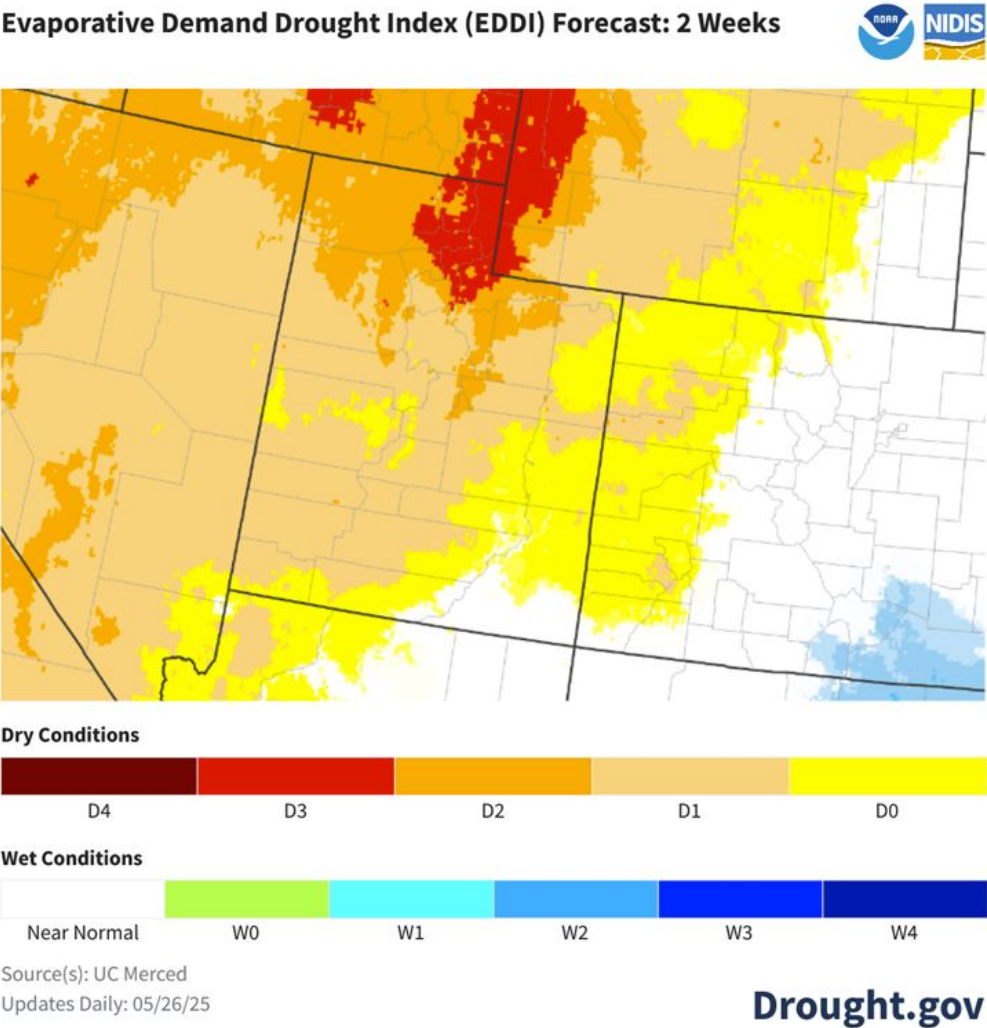 Evaporative Demand Drought Index (EDDI) Forecast: 2 Weeks
NOAA
NIDIS
Dry Conditions
D4 D3 D2 D1 D0
Wet Conditions
Near Normal W0 W1 W2 W3 W4
Source(s): UC Merced
Updates Daily: 05/26/25
Drought.gov